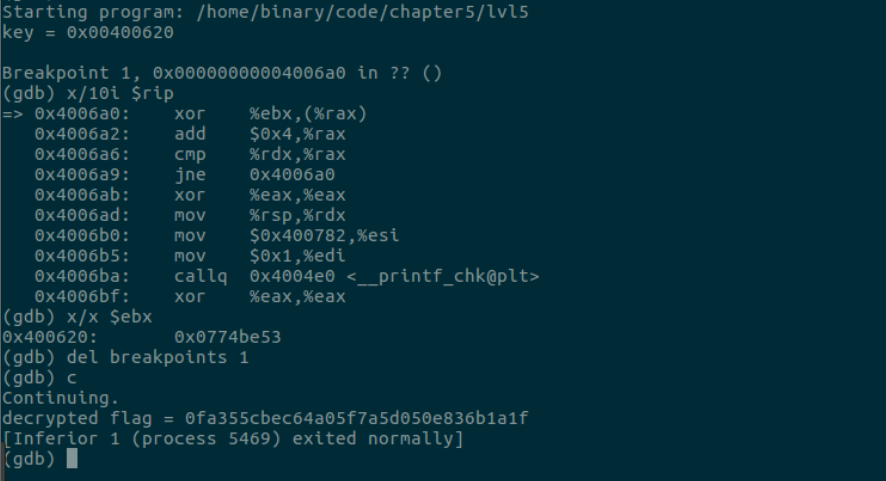 Starting program: /home/binary/code/chapter5/lvl5
key = 0x00400620
Breakpoint 1, 0x00000000004006a0 in ?? ()
(gdb) x/10i $rip
=> 0x4006a0: xor %ebx,(%rax)
0x4006a2: add $0x4,%rax
0x4006a6: cmp %rdx,%rax
0x4006a9: jne 0x4006a0
0x4006ab: xor %eax,%eax
0x4006ad: mov %rsp,%rdx
0x4006b0: mov $0x400782,%esi
0x4006b5: mov $0x1,%edi
0x4006ba: callq 0x4004e0 <__printf_chk@plt>
0x4006bf: xor %eax,%eax
(gdb) x/x $ebx
0x400620: 0x0774be53
(gdb) del breakpoints 1
(gdb) c
Continuing.
decrypted flag = 0fa355cbec64a05f7a5d050e836b1a1f
[Inferior 1 (process 5469) exited normally]
(gdb)